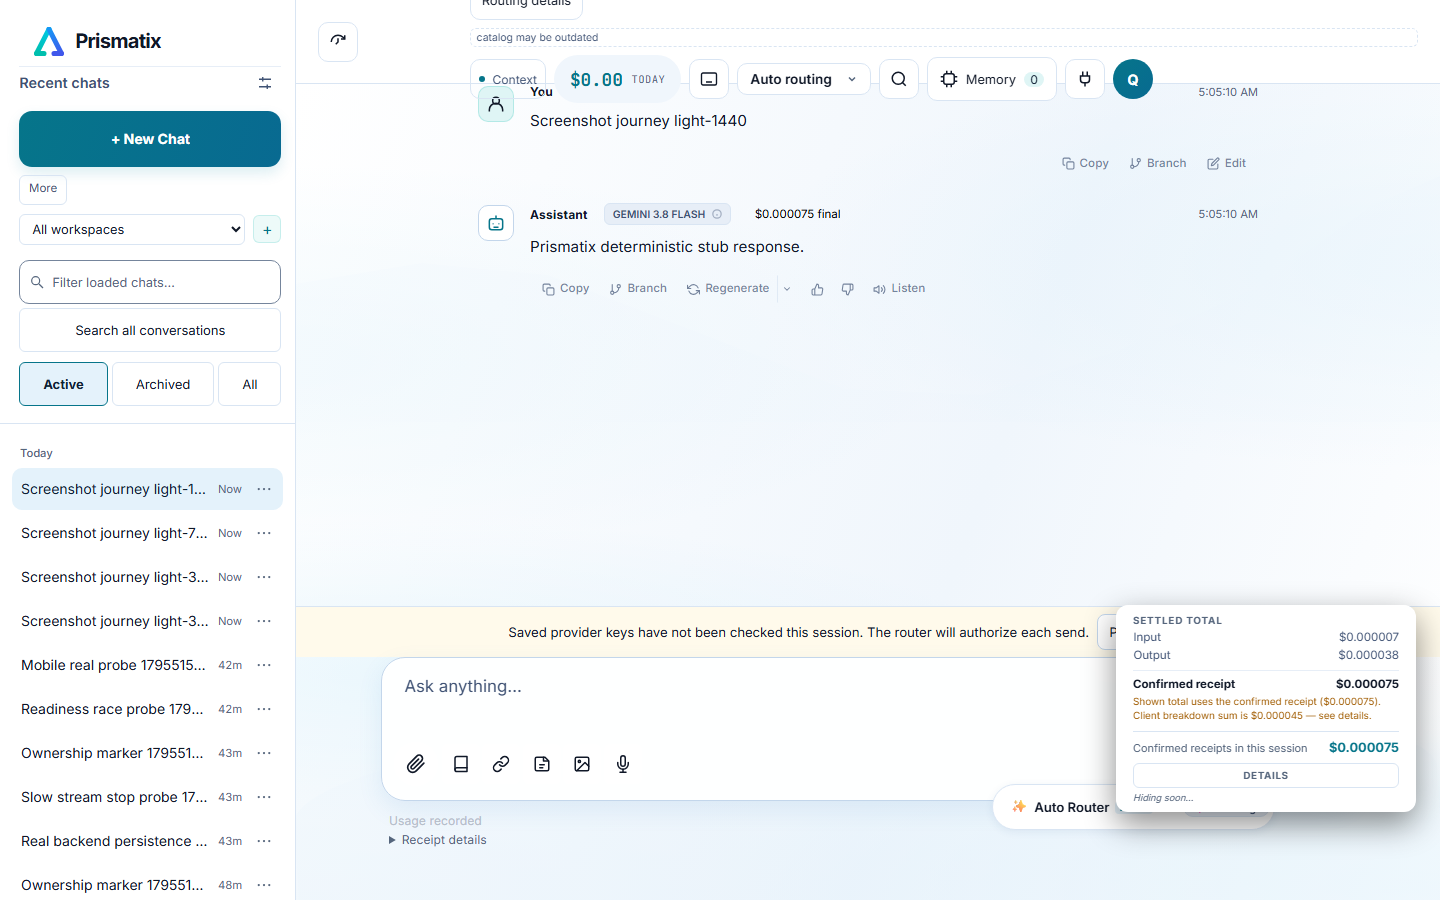 Prismatix
Recent chats
+ New Chat
More
All workspaces
+
Filter loaded chats...
Search all conversations
Active
Archived
All
Today
Screenshot journey light-1... Now
Screenshot journey light-7... Now
Screenshot journey light-3... Now
Screenshot journey light-3... Now
Mobile real probe 1795515... 42m
Readiness race probe 179... 42m
Ownership marker 179551... 43m
Slow stream stop probe 17... 43m
Real backend persistence ... 43m
Ownership marker 179551... 48m
Routing details
catalog may be outdated
Context
$0.00 TODAY
Auto routing
Memory 0
Q
You
5:05:10 AM
Screenshot journey light-1440
Copy
Branch
Edit
Assistant
GEMINI 3.8 FLASH
$0.000075 final
5:05:10 AM
Prismatix deterministic stub response.
Copy
Branch
Regenerate
Listen
Saved provider keys have not been checked this session. The router will authorize each send.
Ask anything...
Auto Router
Usage recorded
Receipt details
SETTLED TOTAL
Input $0.000007
Output $0.000038
Confirmed receipt $0.000075
Shown total uses the confirmed receipt ($0.000075).
Client breakdown sum is $0.000045 — see details.
Confirmed receipts in this session $0.000075
DETAILS
Hiding soon...